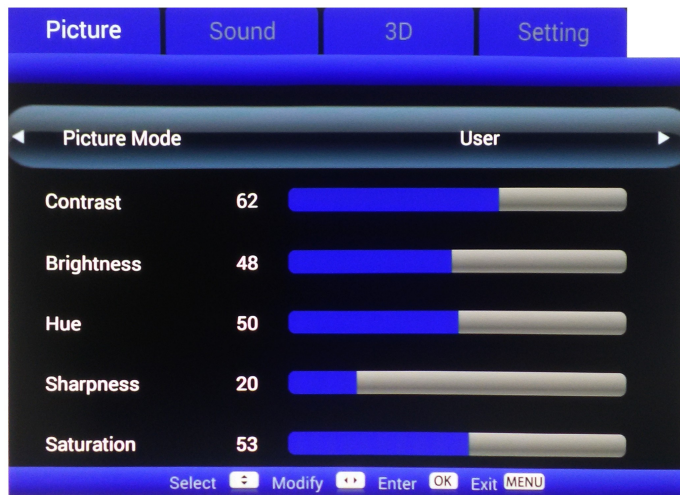 Picture Sound 3D Setting
Picture Mode User
Contrast 62
Brightness 48
Hue 50
Sharpness 20
Saturation 53
Select Modify Enter OK Exit MENU